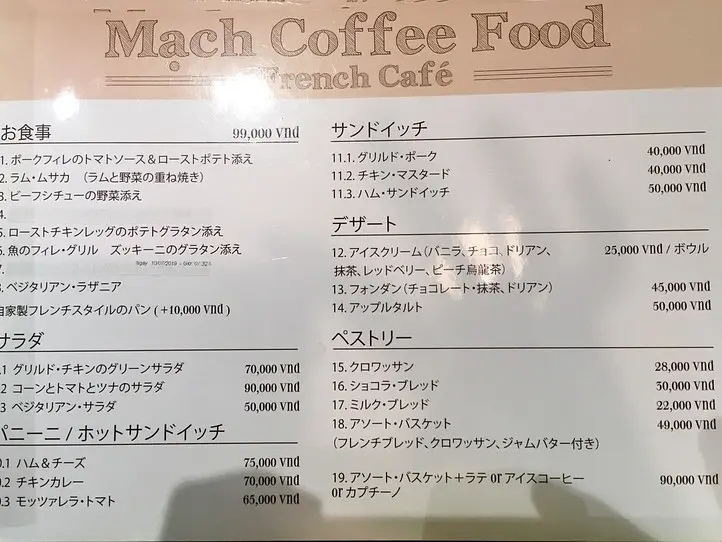 Mạch Coffee Food
French Café
お食事 99,000 vnd
1. ポークフィレのトマトソース＆ローストポテト添え
2. ラム・ムサカ （ラムと野菜の重ね焼き）
3. ビーフシチューの野菜添え
4.
5. ローストチキンレッグのポテトグラタン添え
6. 魚のフィレ・グリル ズッキーニのグラタン添え
7.
8. ベジタリアン・ラザニア
自家製フレンチスタイルのパン ( +10,000 vnd )
サラダ
.1 グリルド・チキンのグリーンサラダ 70,000 vnd
.2 コーンとトマトとツナのサラダ 90,000 vnd
.3 ベジタリアン・サラダ 50,000 vnd
パニーニ / ホットサンドイッチ
0.1 ハム＆チーズ 75,000 vnd
0.2 チキンカレー 70,000 vnd
0.3 モッツァレラ・トマト 65,000 vnd
サンドイッチ
11.1. グリルド・ポーク 40,000 vnd
11.2. チキン・マスタード 40,000 vnd
11.3. ハム・サンドイッチ 50,000 vnd
デザート
12. アイスクリーム（バニラ、チョコ、ドリアン、 25,000 vnd / ボウル
抹茶、レッドベリー、ピーチ烏龍茶）
13. フォンダン（チョコレート・抹茶、ドリアン） 45,000 vnd
14. アップルタルト 50,000 vnd
ペストリー
15. クロワッサン 28,000 vnd
16. ショコラ・ブレッド 30,000 vnd
17. ミルク・ブレッド 22,000 vnd
18. アソート・バスケット 49,000 vnd
（フレンチブレッド、クロワッサン、ジャムバター付き）
19. アソート・バスケット＋ラテ or アイスコーヒー 90,000 vnd
or カプチーノ